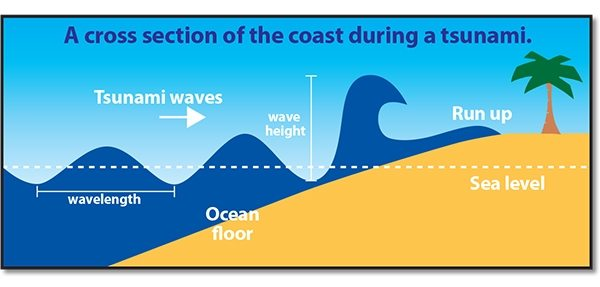 A cross section of the coast during a tsunami.
Tsunami waves
wave
height
Run up
wavelength
Sea level
Ocean
floor